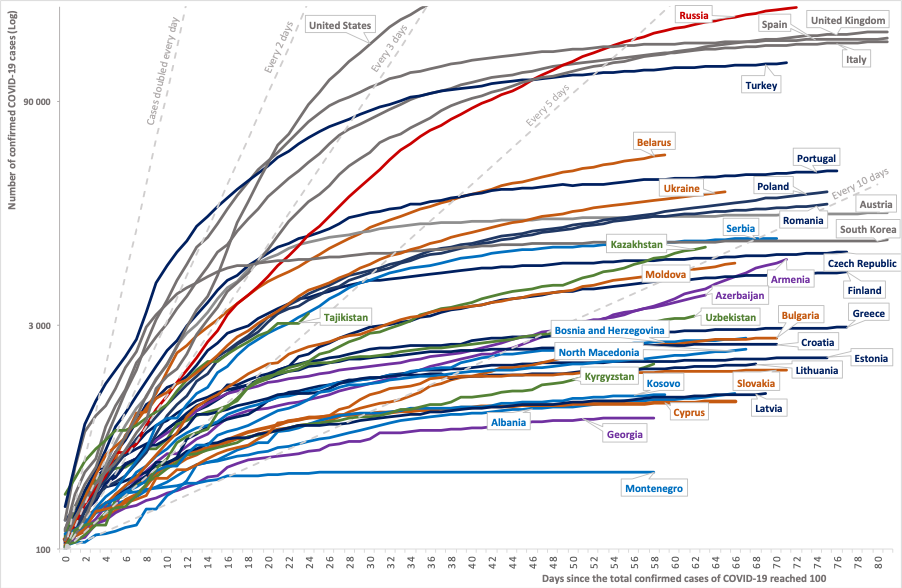 Number of confirmed COVID-19 cases (Log)
90 000
3 000
100
Cases doubled every day
Every 2 days
Every 3 days
Every 5 days
Every 10 days
United States
Russia
Spain
United Kingdom
Italy
Turkey
Belarus
Portugal
Ukraine
Poland
Austria
Romania
Serbia
South Korea
Kazakhstan
Czech Republic
Moldova
Armenia
Finland
Azerbaijan
Tajikistan
Uzbekistan
Bulgaria
Greece
Bosnia and Herzegovina
Croatia
North Macedonia
Estonia
Lithuania
Kyrgyzstan
Kosovo
Slovakia
Latvia
Cyprus
Albania
Georgia
Montenegro
0 2 4 6 8 10 12 14 16 18 20 22 24 26 28 30 32 34 36 38 40 42 44 46 48 50 52 54 56 58 60 62 64 66 68 70 72 74 76 78 80
Days since the total confirmed cases of COVID-19 reached 100